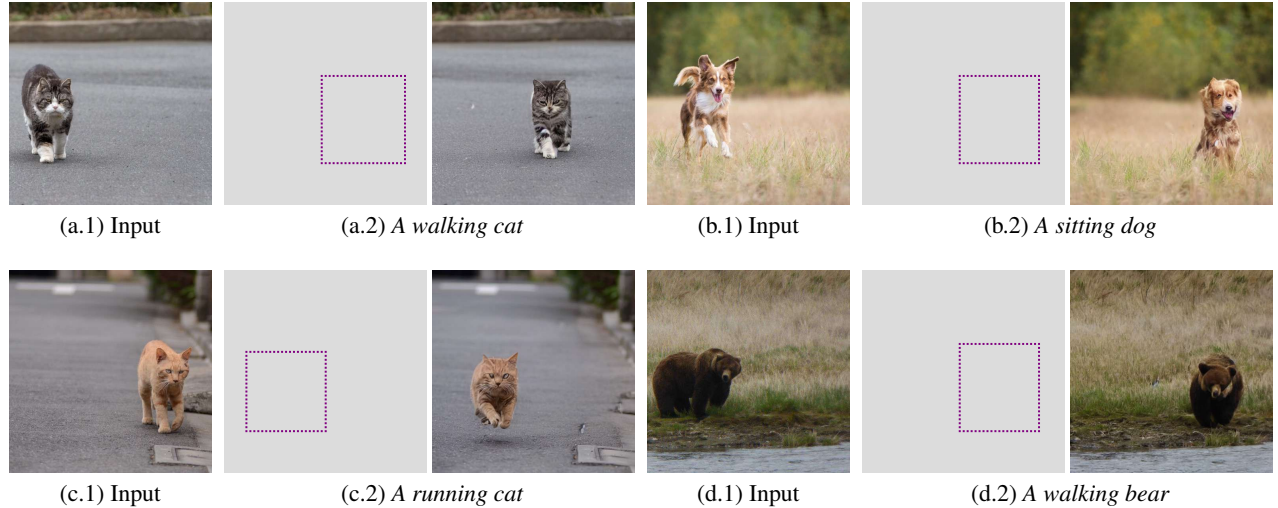 (a.1) Input
(a.2) A walking cat
(b.1) Input
(b.2) A sitting dog
(c.1) Input
(c.2) A running cat
(d.1) Input
(d.2) A walking bear